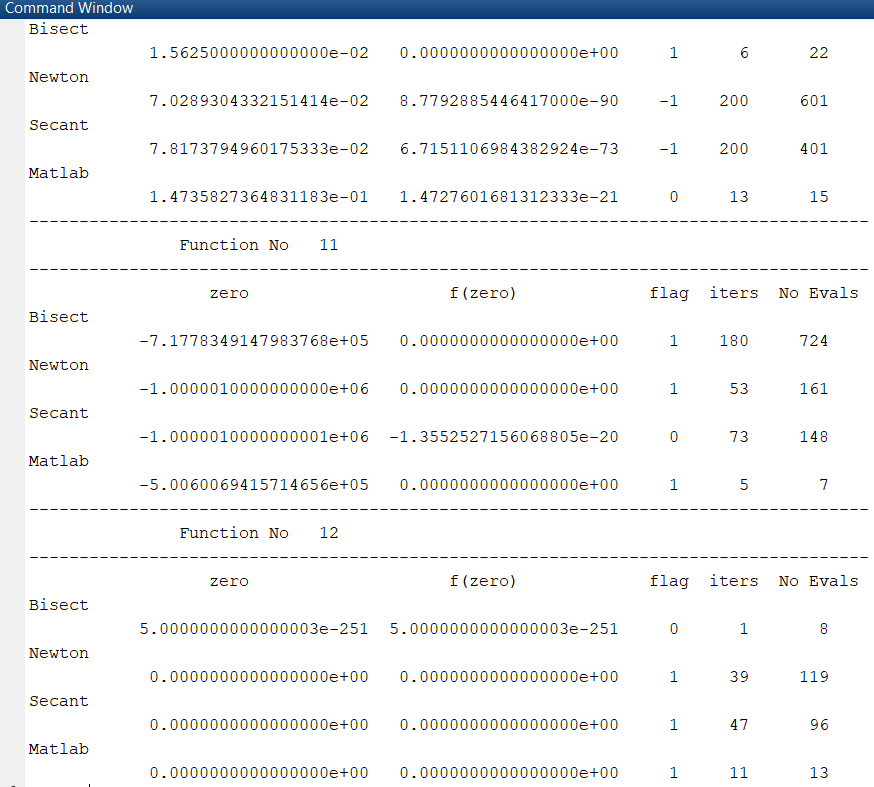 Command Window
Bisect
1.5625000000000000e-02 0.0000000000000000e+00 1 6 22
Newton
7.0289304332151414e-02 8.7792885446417000e-90 -1 200 601
Secant
7.8173794960175333e-02 6.7151106984382924e-73 -1 200 401
Matlab
1.4735827364831183e-01 1.4727601681312333e-21 0 13 15
--------------------------------------------------------------------------------
Function No 11
--------------------------------------------------------------------------------
zero f(zero) flag iters No Evals
Bisect
-7.1778349147983768e+05 0.0000000000000000e+00 1 180 724
Newton
-1.0000010000000000e+06 0.0000000000000000e+00 1 53 161
Secant
-1.0000010000000001e+06 -1.3552527156068805e-20 0 73 148
Matlab
-5.0060069415714656e+05 0.0000000000000000e+00 1 5 7
--------------------------------------------------------------------------------
Function No 12
--------------------------------------------------------------------------------
zero f(zero) flag iters No Evals
Bisect
5.0000000000000003e-251 5.0000000000000003e-251 0 1 8
Newton
0.0000000000000000e+00 0.0000000000000000e+00 1 39 119
Secant
0.0000000000000000e+00 0.0000000000000000e+00 1 47 96
Matlab
0.0000000000000000e+00 0.0000000000000000e+00 1 11 13